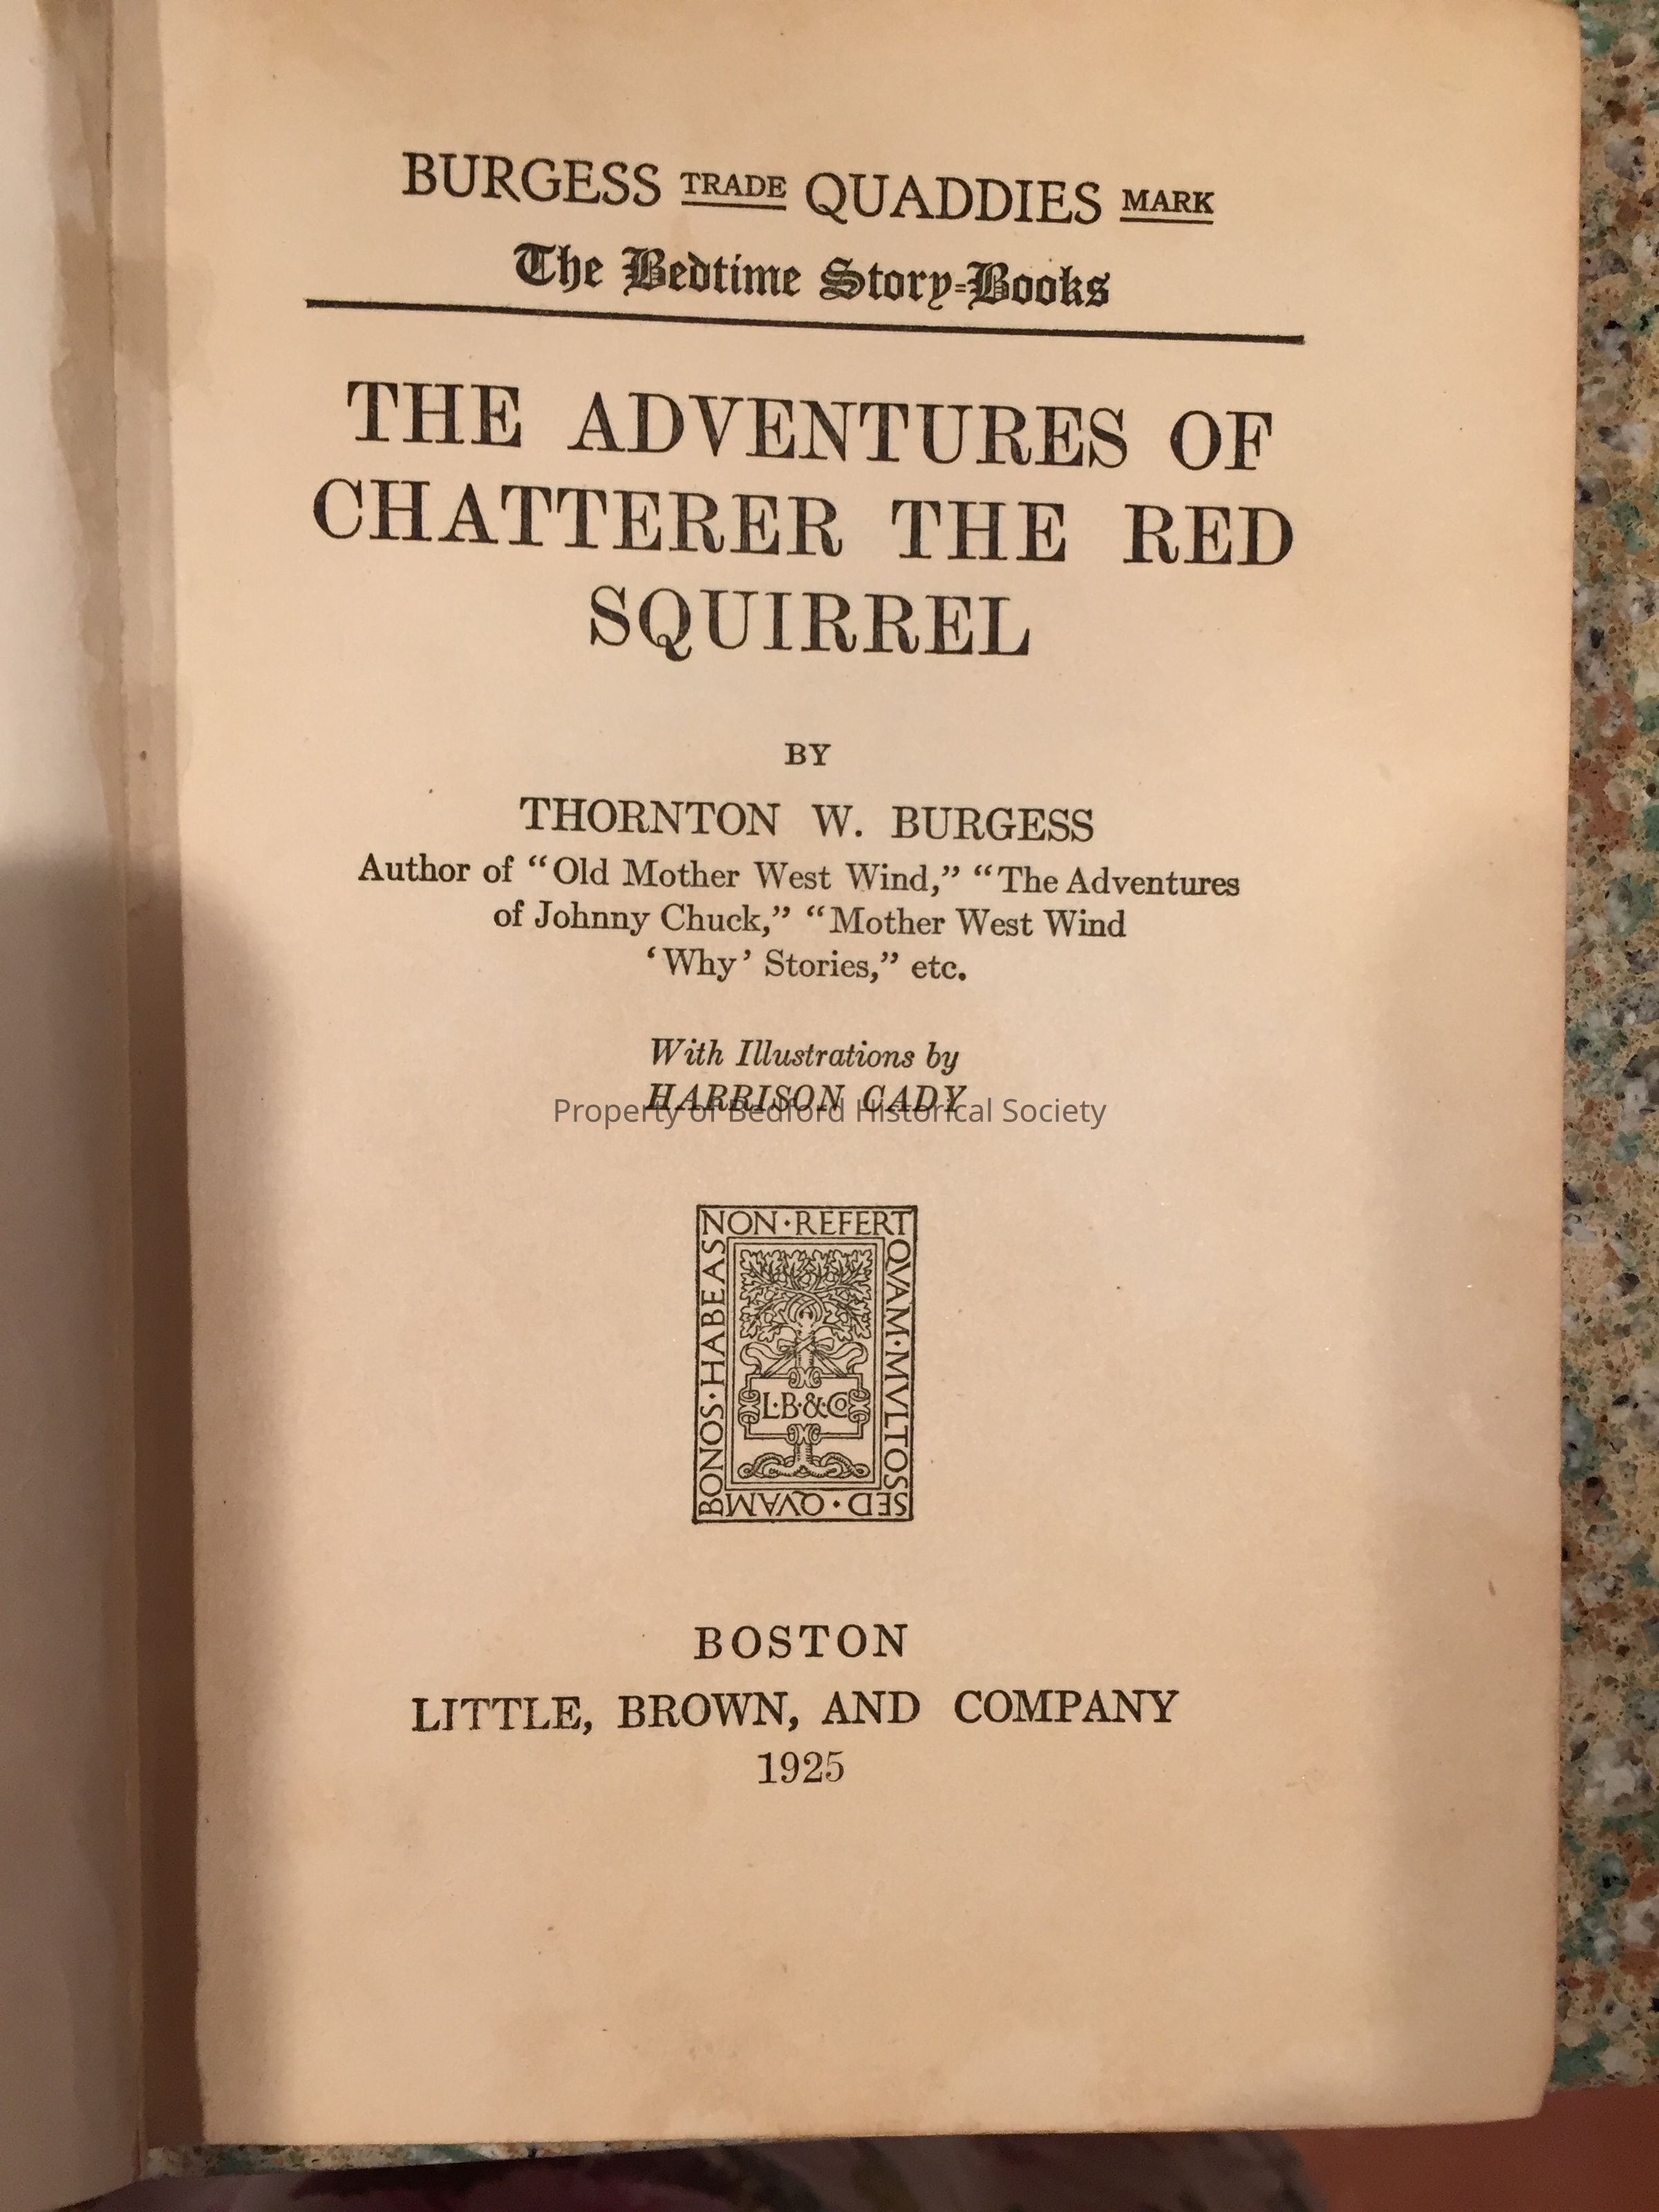 BURGESS TRADE QUADDIES MARK
The Bedtime Story-Books
THE ADVENTURES OF
CHATTERER THE RED
SQUIRREL
BY
THORNTON W. BURGESS
Author of “Old Mother West Wind,” “The Adventures
of Johnny Chuck,” “Mother West Wind
‘Why’ Stories,” etc.
With Illustrations by
HARRISON CADY
Property of Bedford Historical Society
NON·REFERT
QVAM·MVLTOS
SED·QVAM
BONOS·HABEAS
L·B·&Co
BOSTON
LITTLE, BROWN, AND COMPANY
1925